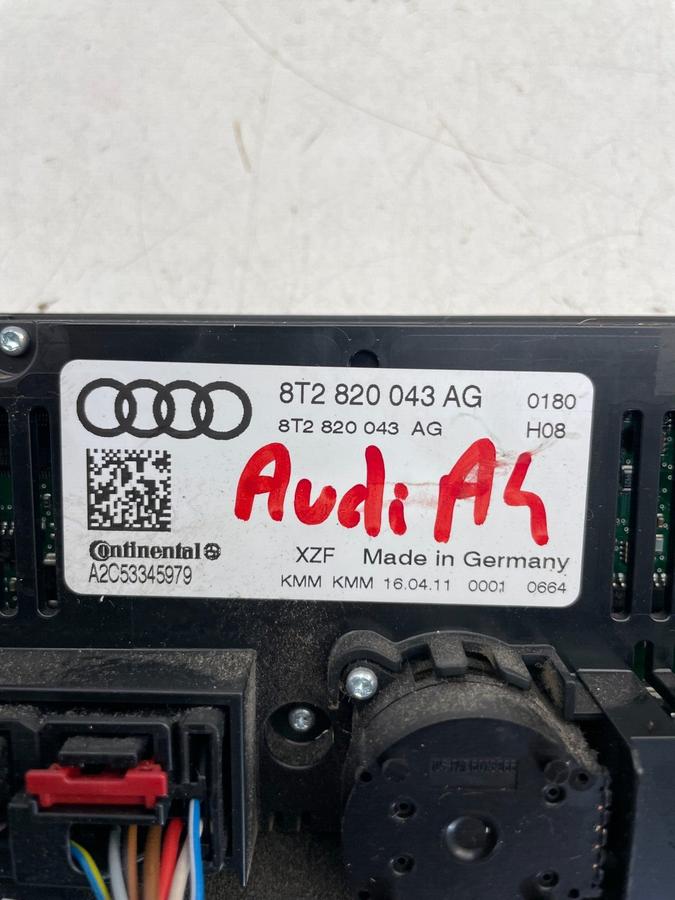 8T2 820 043 AG 0180
8T2 820 043 AG H08
Audi A4
Continental
XZF Made in Germany
A2C53345979
KMM KMM 16.04.11 0001 0664